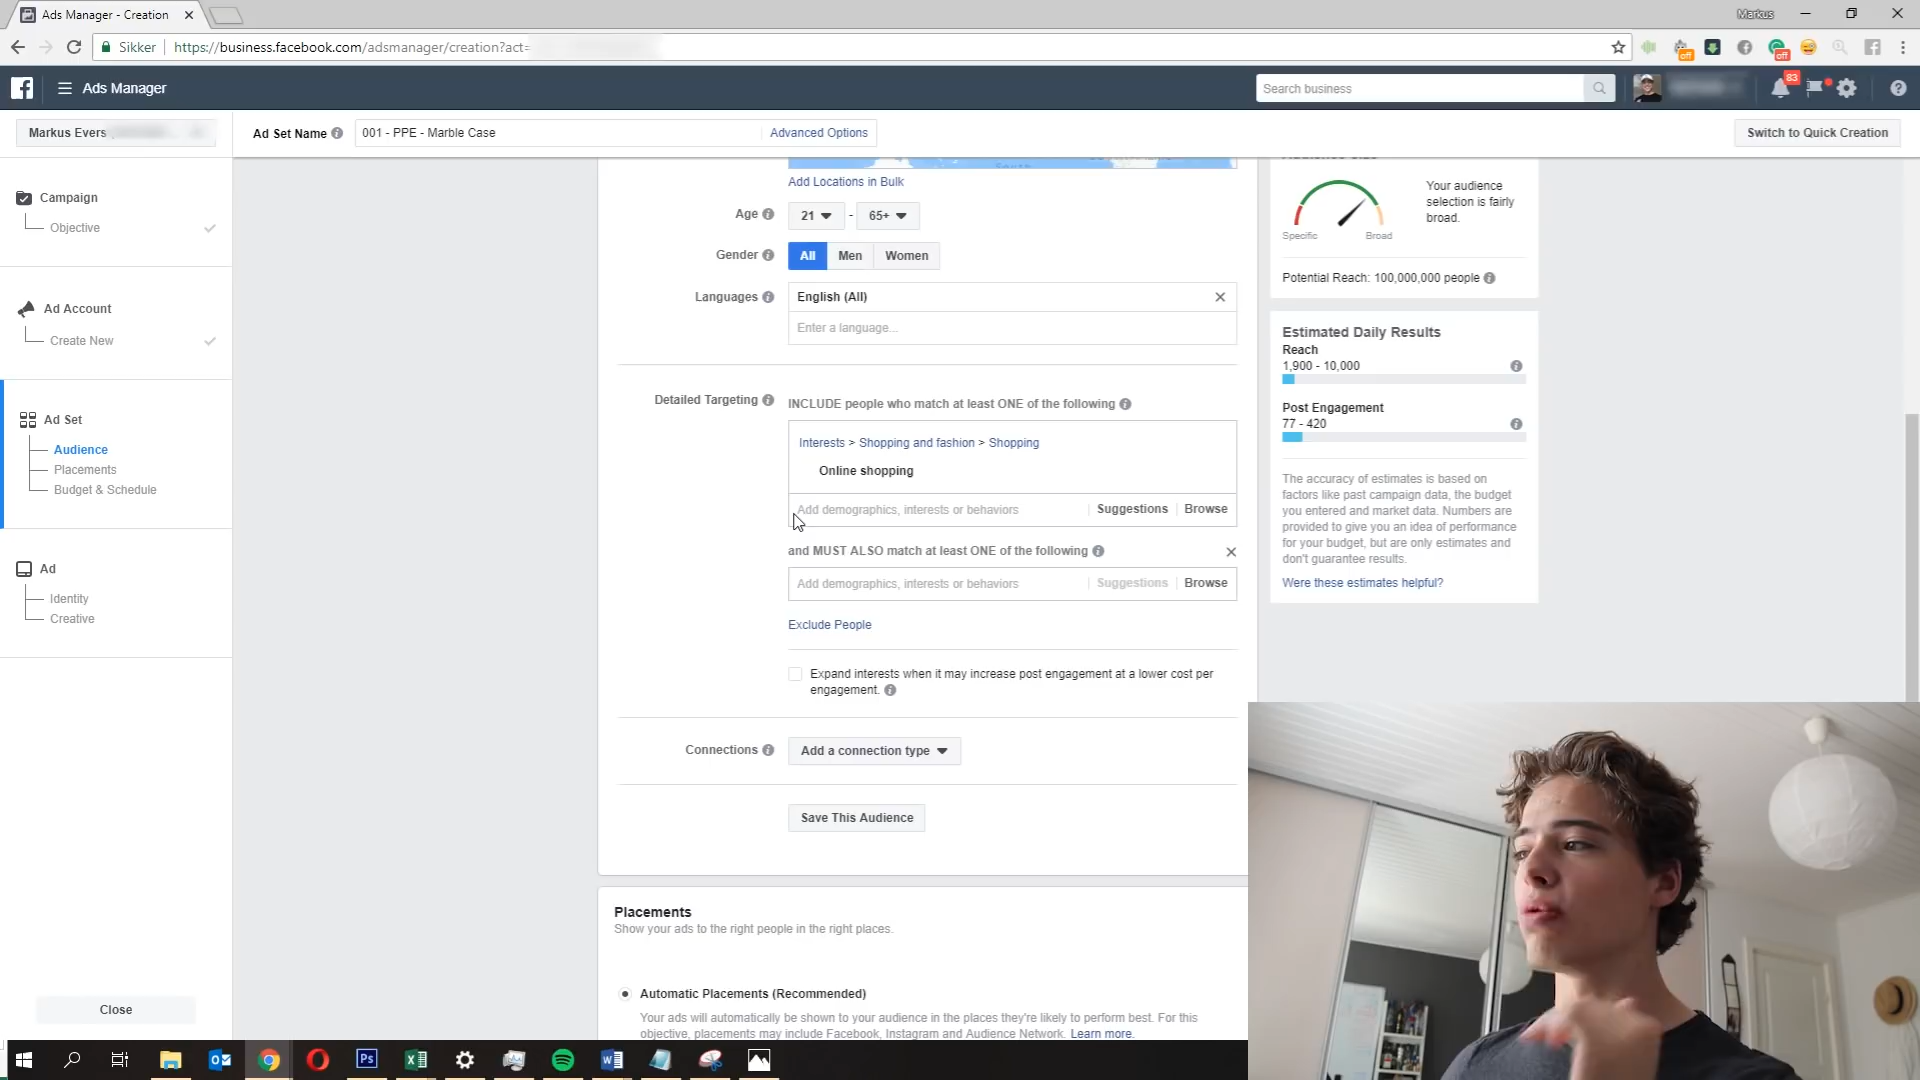 Ads Manager - Creation
Markus
Sikker
https://business.facebook.com/adsmanager/creation?act=
off
off
Ads Manager
Search business
83
Markus Evers
Ad Set Name
001 - PPE - Marble Case
Advanced Options
Switch to Quick Creation
Campaign
Objective
Ad Account
Create New
Ad Set
Audience
Placements
Budget & Schedule
Ad
Identity
Creative
Close
Add Locations in Bulk
Age
21
-
65+
Gender
All
Men
Women
Languages
English (All)
Enter a language...
Detailed Targeting
INCLUDE people who match at least ONE of the following
Interests > Shopping and fashion > Shopping
Online shopping
Add demographics, interests or behaviors
Suggestions
Browse
and MUST ALSO match at least ONE of the following
Add demographics, interests or behaviors
Suggestions
Browse
Exclude People
Expand interests when it may increase post engagement at a lower cost per
engagement.
Connections
Add a connection type
Save This Audience
Placements
Show your ads to the right people in the right places.
Automatic Placements (Recommended)
Your ads will automatically be shown to your audience in the places they're likely to perform best. For this
objective, placements may include Facebook, Instagram and Audience Network. Learn more.
Your audience
selection is fairly
broad.
Specific
Broad
Potential Reach: 100,000,000 people
Estimated Daily Results
Reach
1,900 - 10,000
Post Engagement
77 - 420
The accuracy of estimates is based on
factors like past campaign data, the budget
you entered and market data. Numbers are
provided to give you an idea of performance
for your budget, but are only estimates and
don't guarantee results.
Were these estimates helpful?
Ps